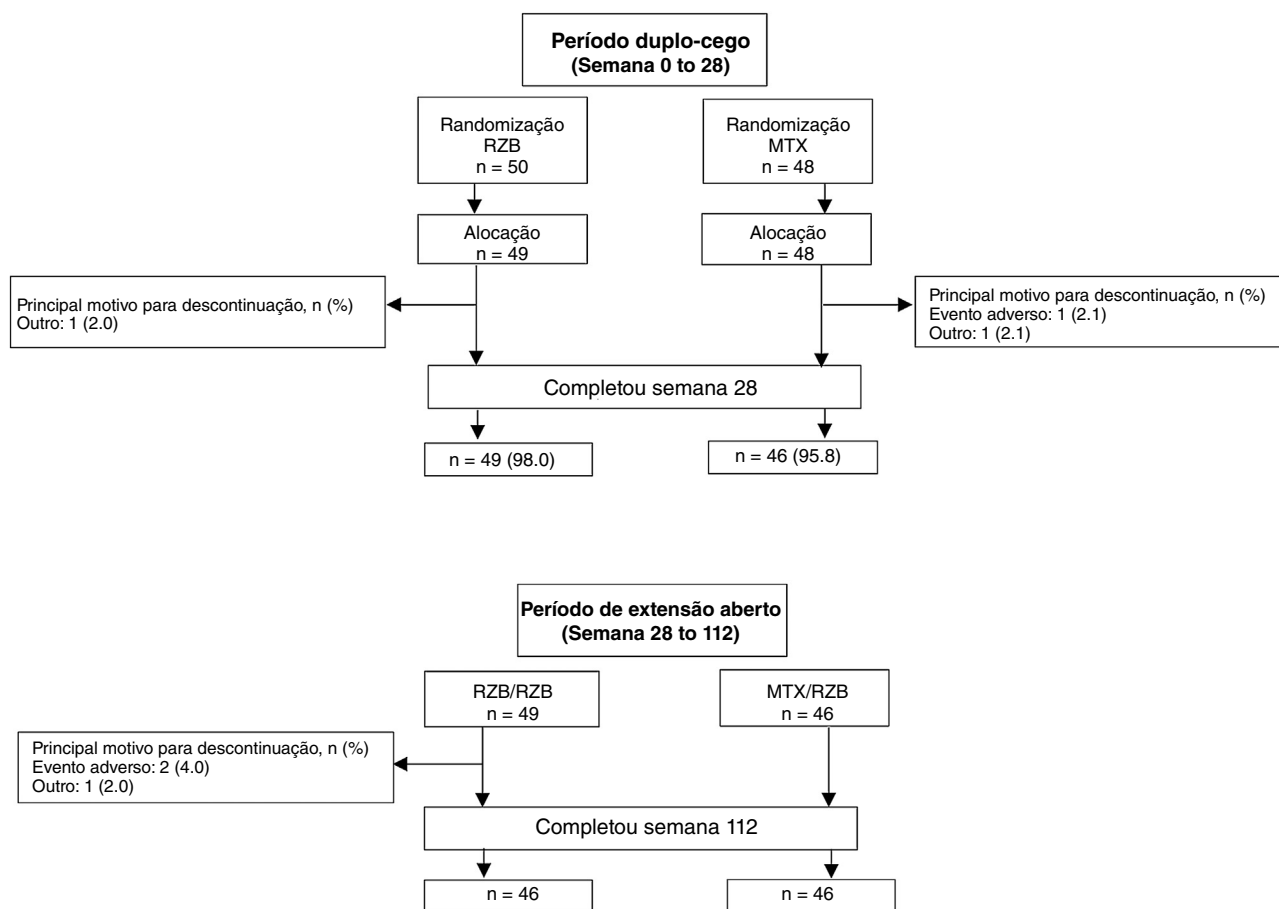 Período duplo-cego
(Semana 0 to 28)
Randomização
RZB
n = 50
Randomização
MTX
n = 48
Alocação
n = 49
Alocação
n = 48
Principal motivo para descontinuação, n (%)
Outro: 1 (2.0)
Principal motivo para descontinuação, n (%)
Evento adverso: 1 (2.1)
Outro: 1 (2.1)
Completou semana 28
n = 49 (98.0)
n = 46 (95.8)
Período de extensão aberto
(Semana 28 to 112)
RZB/RZB
n = 49
MTX/RZB
n = 46
Principal motivo para descontinuação, n (%)
Evento adverso: 2 (4.0)
Outro: 1 (2.0)
Completou semana 112
n = 46
n = 46